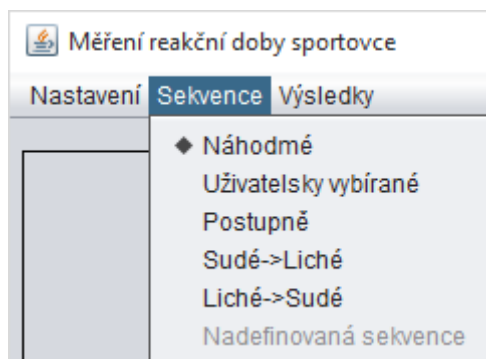 Měření reakční doby sportovce
Nastavení Sekvence Výsledky
Náhodmé
Uživatelsky vybírané
Postupně
Sudé->Liché
Liché->Sudé
Nadefinovaná sekvence